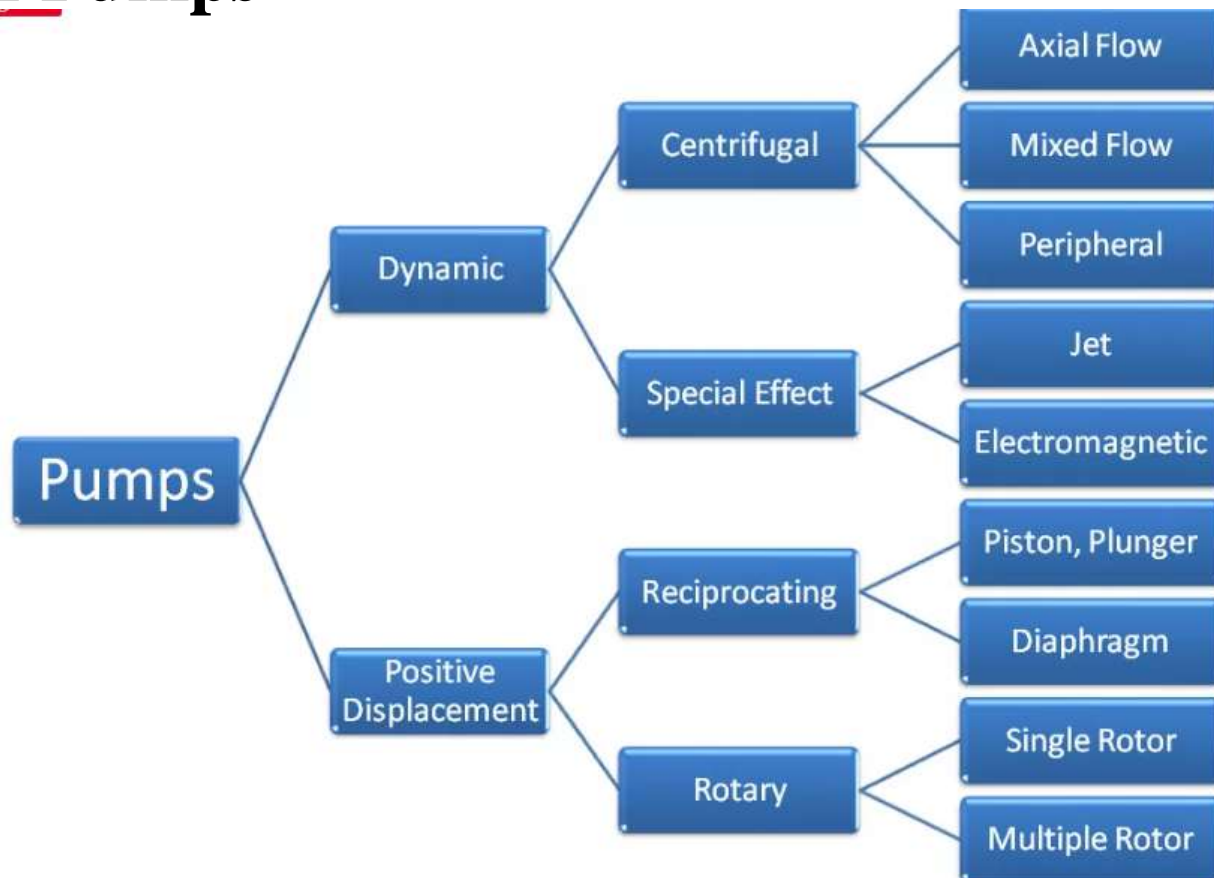 Pumps
Dynamic
Positive
Displacement
Centrifugal
Special Effect
Reciprocating
Rotary
Axial Flow
Mixed Flow
Peripheral
Jet
Electromagnetic
Piston, Plunger
Diaphragm
Single Rotor
Multiple Rotor